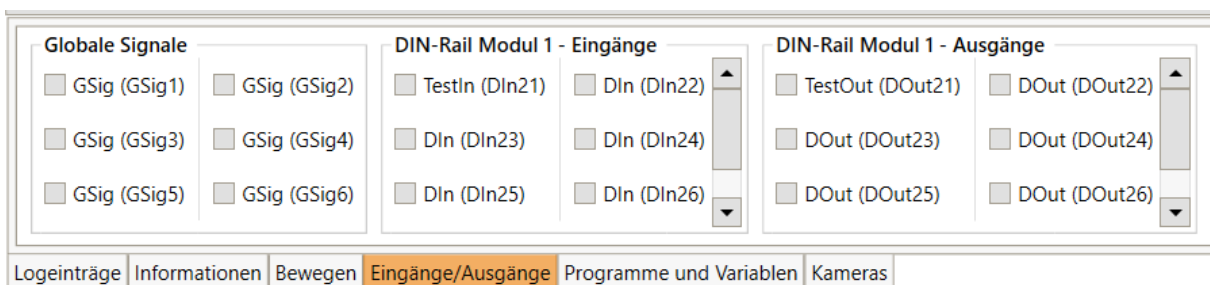 Globale Signale
GSig (GSig1) GSig (GSig2)
GSig (GSig3) GSig (GSig4)
GSig (GSig5) GSig (GSig6)
DIN-Rail Modul 1 - Eingänge
TestIn (DIn21) DIn (DIn22)
DIn (DIn23) DIn (DIn24)
DIn (DIn25) DIn (DIn26)
DIN-Rail Modul 1 - Ausgänge
TestOut (DOut21) DOut (DOut22)
DOut (DOut23) DOut (DOut24)
DOut (DOut25) DOut (DOut26)
Logeinträge Informationen Bewegen Eingänge/Ausgänge Programme und Variablen Kameras